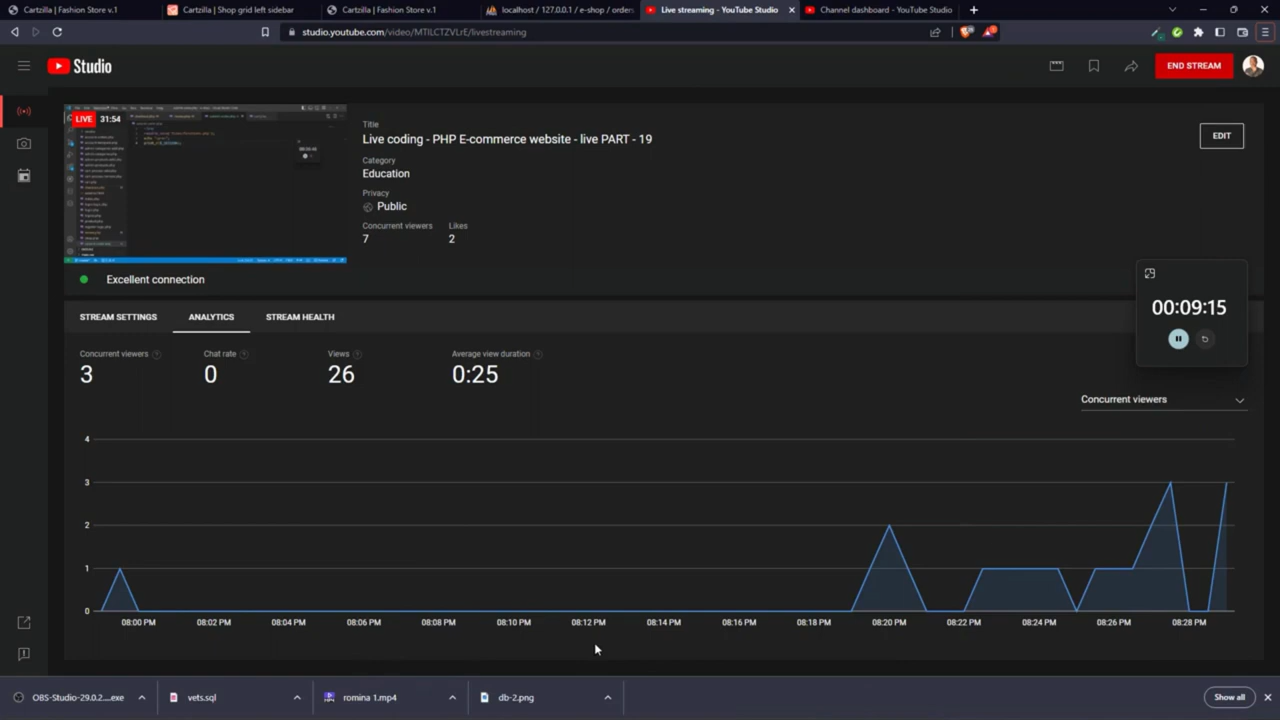 Cartzilla | Fashion Store v.1
Cartzilla | Shop grid left sidebar
Cartzilla | Fashion Store v.1
localhost / 127.0.0.1 / e-shop / orders
Live streaming - YouTube Studio
Channel dashboard - YouTube Studio
studio.youtube.com/video/MTILCTZVLrE/livestreaming
Studio
END STREAM
LIVE 31:54
Title
Live coding - PHP E-commerce website - live PART - 19
EDIT
Category
Education
Privacy
Public
Concurrent viewers Likes
7 2
Excellent connection
00:09:15
STREAM SETTINGS ANALYTICS STREAM HEALTH
Concurrent viewers Chat rate Views Average view duration
3 0 26 0:25
Concurrent viewers
4
3
2
1
0
08:00 PM 08:02 PM 08:04 PM 08:06 PM 08:08 PM 08:10 PM 08:12 PM 08:14 PM 08:16 PM 08:18 PM 08:20 PM 08:22 PM 08:24 PM 08:26 PM 08:28 PM
OBS-Studio-29.0.2....exe
vets.sql
romina 1.mp4
db-2.png
Show all